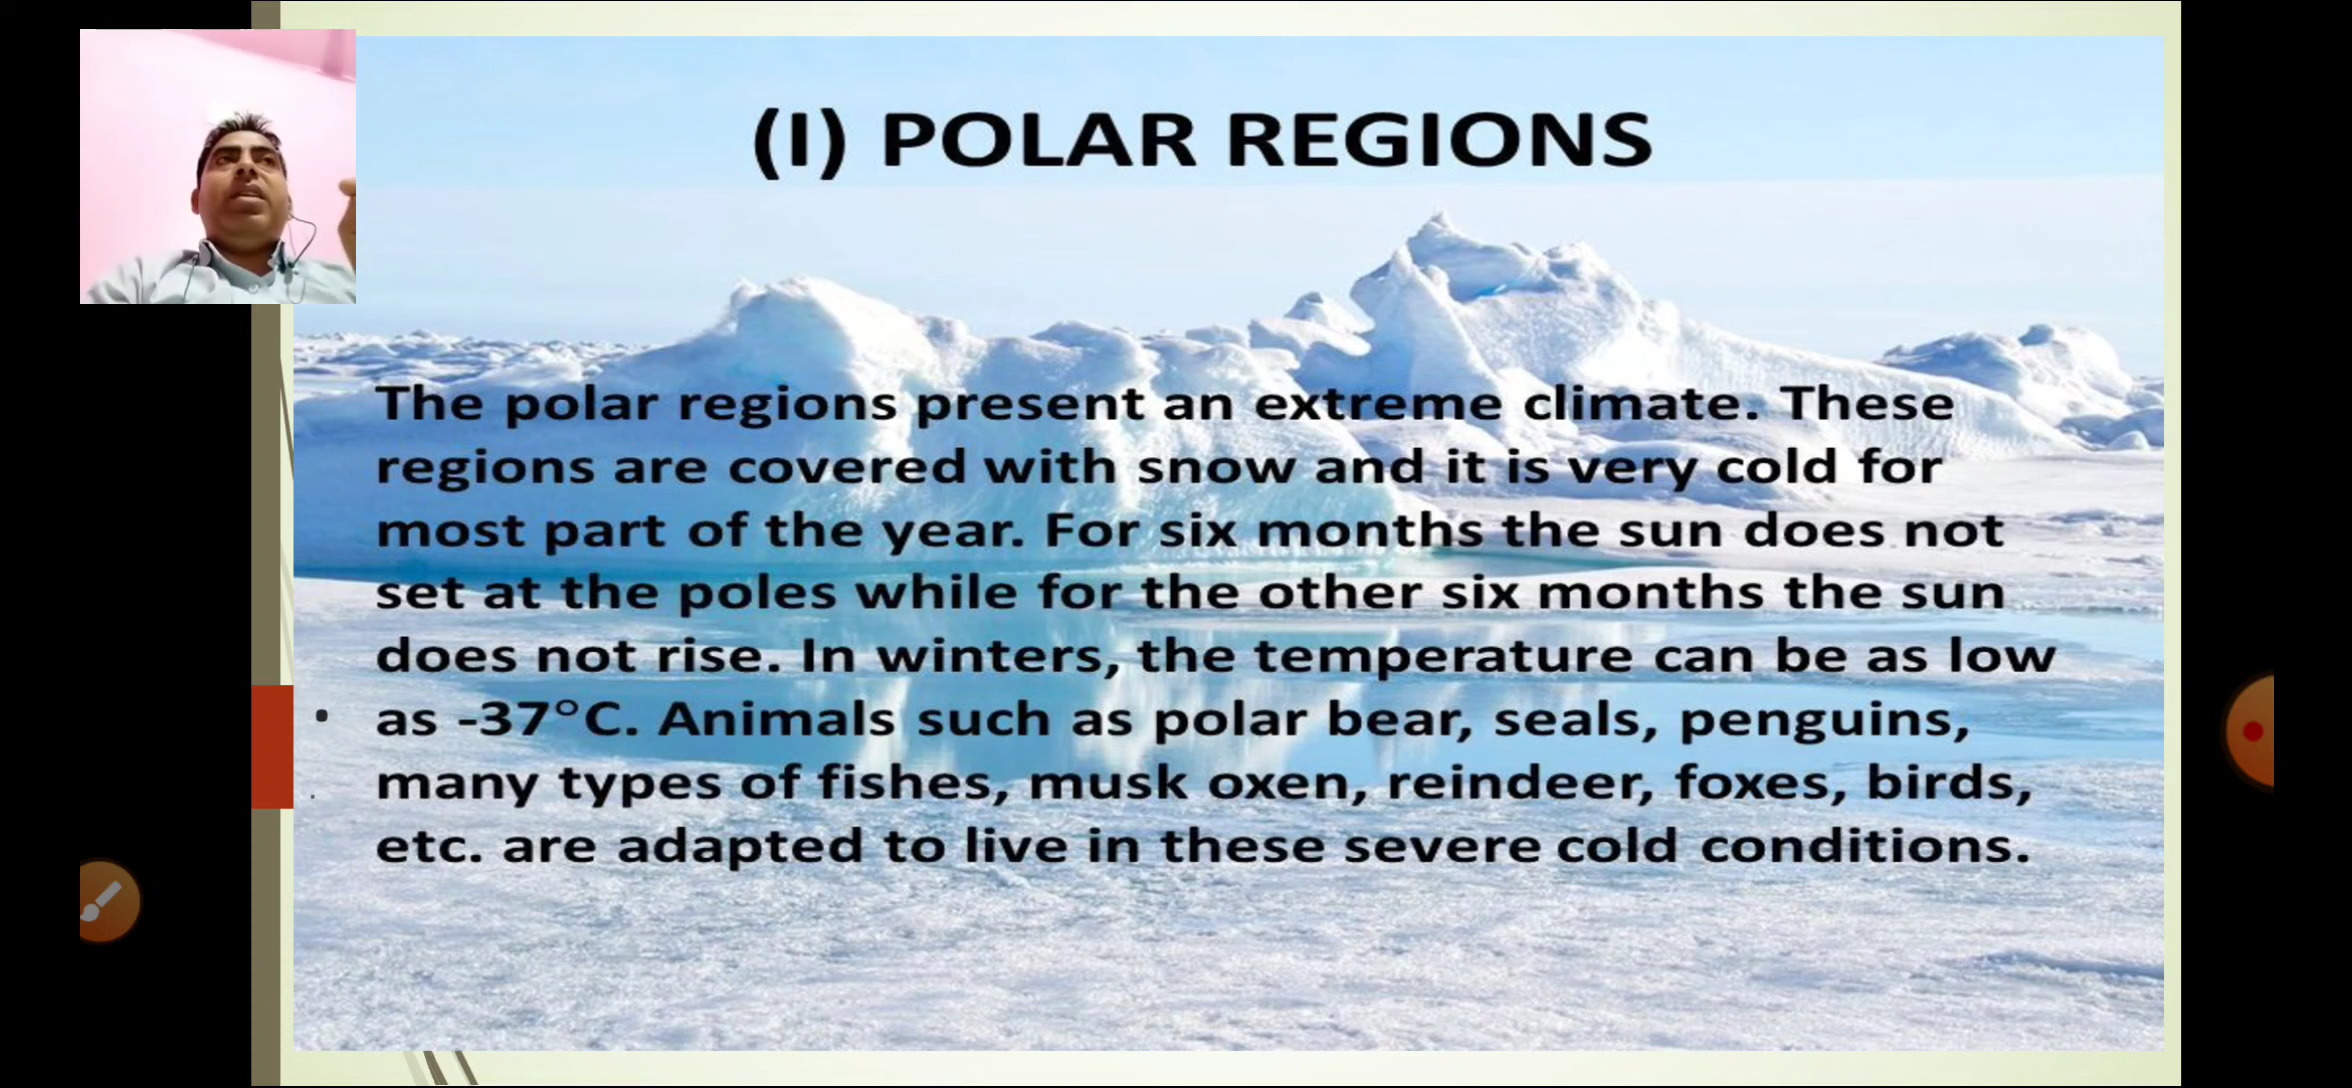 (I) POLAR REGIONS
The polar regions present an extreme climate. These
regions are covered with snow and it is very cold for
most part of the year. For six months the sun does not
set at the poles while for the other six months the sun
does not rise. In winters, the temperature can be as low
as -37°C. Animals such as polar bear, seals, penguins,
many types of fishes, musk oxen, reindeer, foxes, birds,
etc. are adapted to live in these severe cold conditions.